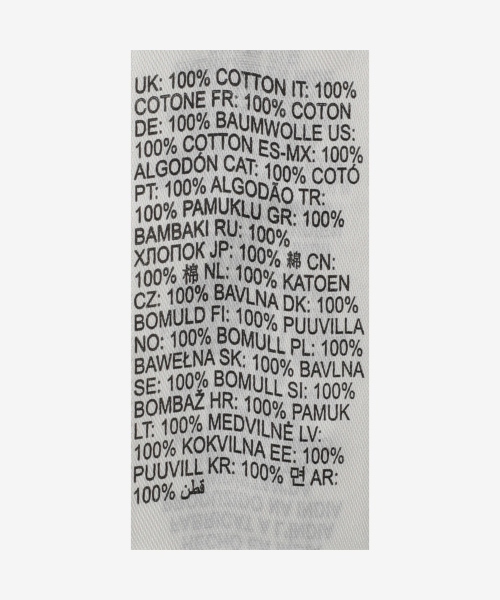 UK: 100% COTTON IT: 100%
COTONE FR: 100% COTON
DE: 100% BAUMWOLLE US:
100% COTTON ES-MX: 100%
ALGODÓN CAT: 100% COTÓ
PT: 100% ALGODÃO TR:
100% PAMUKLU GR: 100%
BAMBAKI RU: 100%
ХЛОПОК JP: 100% 綿 CN:
100% 棉 NL: 100% KATOEN
CZ: 100% BAVLNA DK: 100%
BOMULD FI: 100% PUUVILLA
NO: 100% BOMULL PL: 100%
BAWEŁNA SK: 100% BAVLNA
SE: 100% BOMULL SI: 100%
BOMBAŽ HR: 100% PAMUK
LT: 100% MEDVILNĖ LV:
100% KOKVILNA EE: 100%
PUUVILL KR: 100% 면 AR:
100% قطن